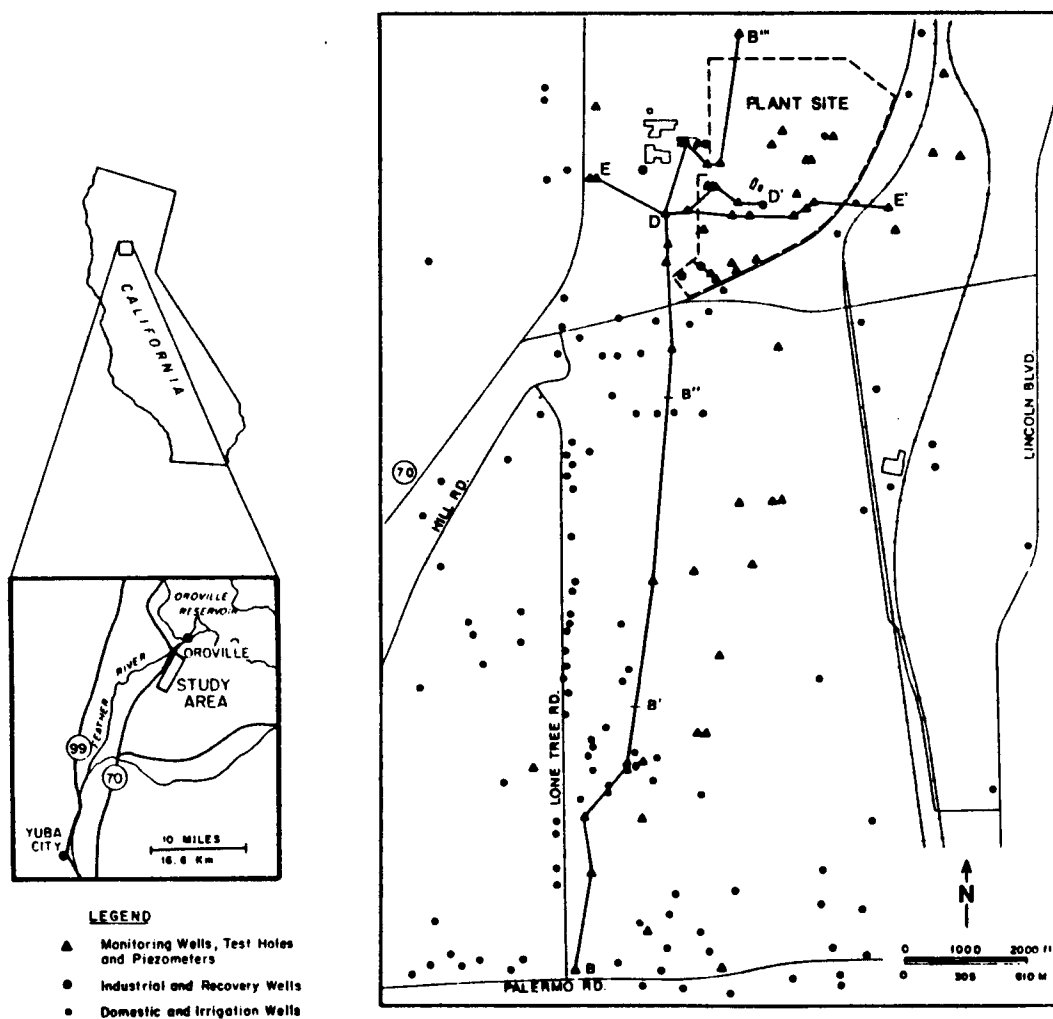 CALIFORNIA
OROVILLE
RESERVOIR
OROVILLE
STUDY
AREA
FEATHER RIVER
99
70
YUBA
CITY
10 MILES
16.6 Km
LEGEND
Monitoring Wells, Test Holes
and Piezometers
Industrial and Recovery Wells
Domestic and Irrigation Wells
B'''
PLANT SITE
E
D'
E'
D
LINCOLN BLVD.
B''
70
MILL RD.
LONE TREE RD.
B'
N
0 1000 2000 ft
0 305 610 M
B
PALERMO RD.